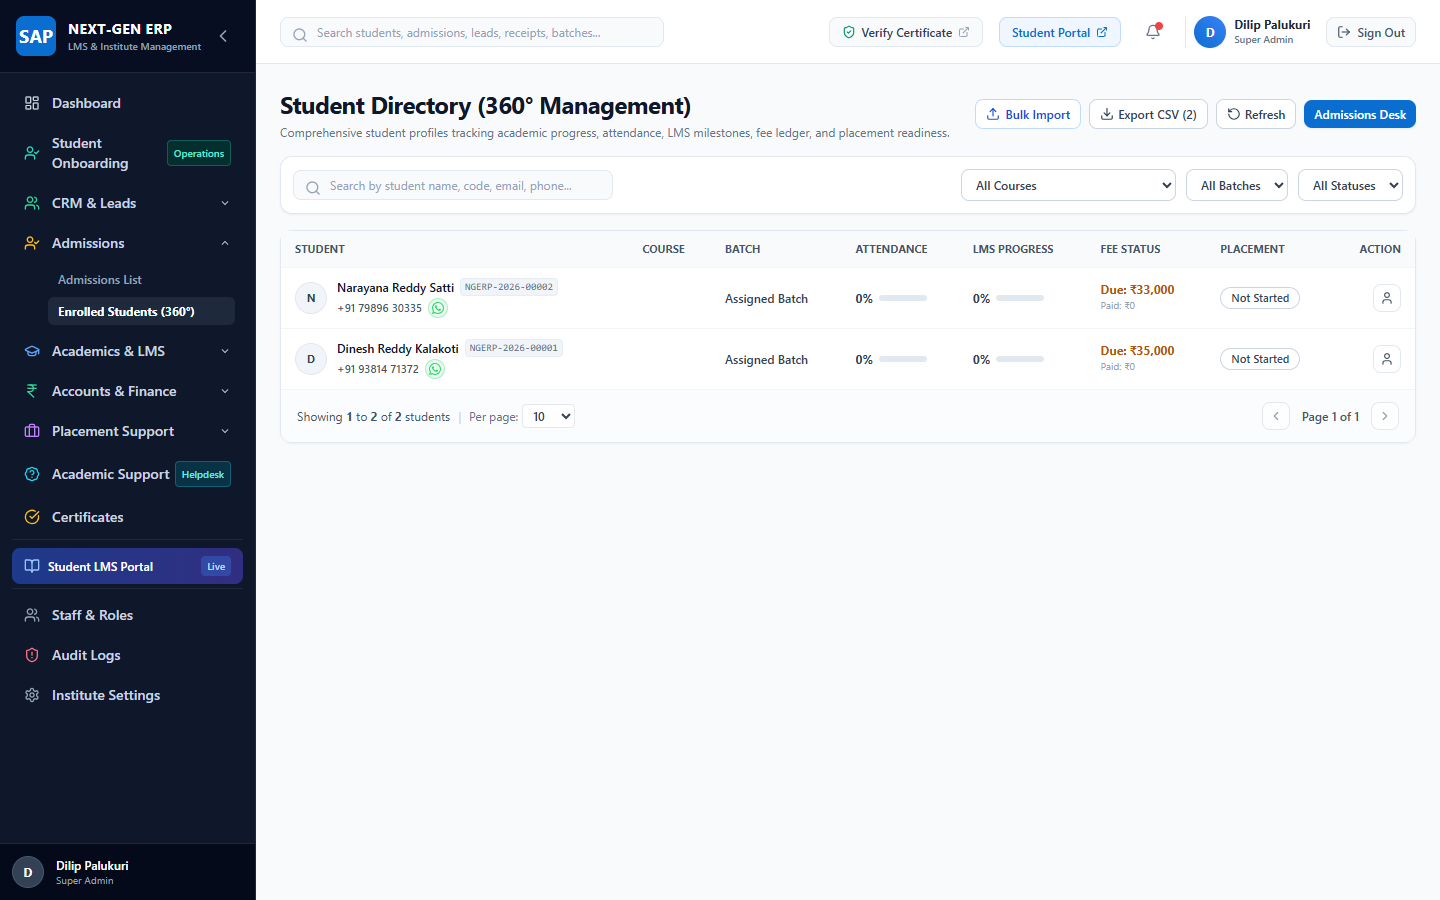 SAP
NEXT-GEN ERP
LMS & Institute Management
Dashboard
Student Onboarding
Operations
CRM & Leads
Admissions
Admissions List
Enrolled Students (360°)
Academics & LMS
Accounts & Finance
Placement Support
Academic Support
Helpdesk
Certificates
Student LMS Portal
Live
Staff & Roles
Audit Logs
Institute Settings
D
Dilip Palukuri
Super Admin
Search students, admissions, leads, receipts, batches...
Verify Certificate
Student Portal
D
Dilip Palukuri
Super Admin
Sign Out
Student Directory (360° Management)
Comprehensive student profiles tracking academic progress, attendance, LMS milestones, fee ledger, and placement readiness.
Bulk Import
Export CSV (2)
Refresh
Admissions Desk
Search by student name, code, email, phone...
All Courses
All Batches
All Statuses
STUDENT COURSE BATCH ATTENDANCE LMS PROGRESS FEE STATUS PLACEMENT ACTION
N
Narayana Reddy Satti NGERP-2026-00002
+91 79896 30335
Assigned Batch
0%
0%
Due: ₹33,000
Paid: ₹0
Not Started
D
Dinesh Reddy Kalakoti NGERP-2026-00001
+91 93814 71372
Assigned Batch
0%
0%
Due: ₹35,000
Paid: ₹0
Not Started
Showing 1 to 2 of 2 students | Per page: 10
Page 1 of 1